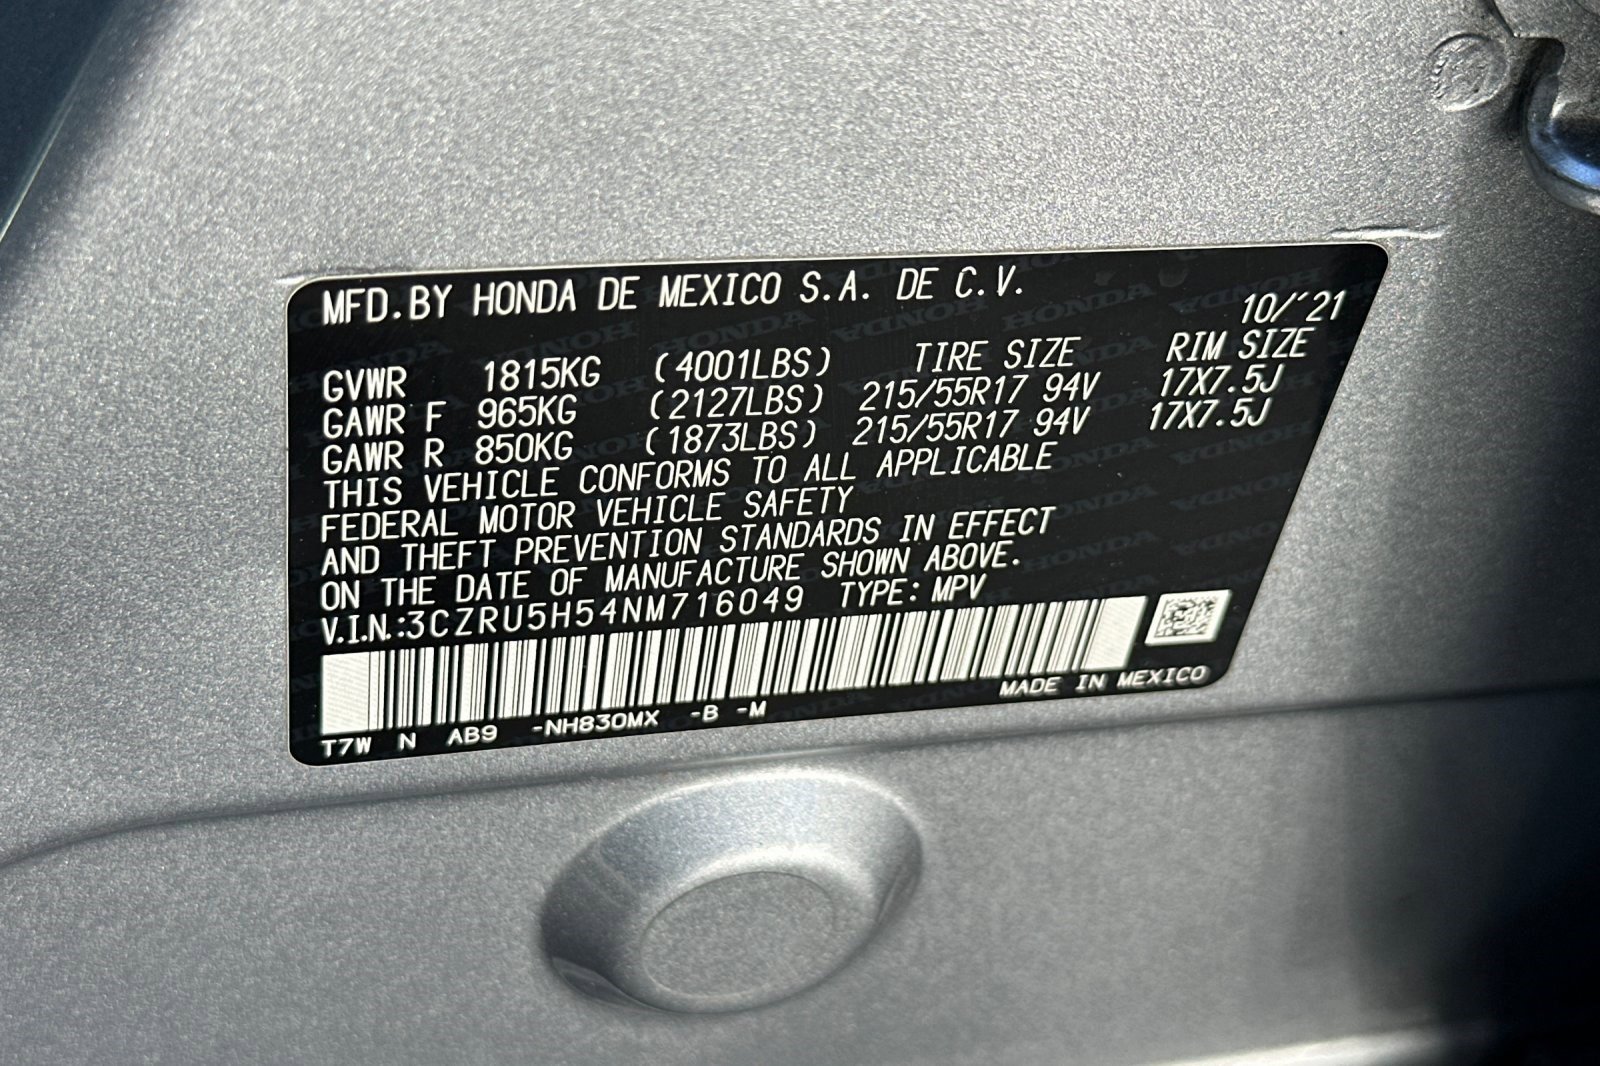 MFD.BY HONDA DE MEXICO S.A. DE C.V.
10/'21
GVWR 1815KG (4001LBS) TIRE SIZE RIM SIZE
GAWR F 965KG (2127LBS) 215/55R17 94V 17X7.5J
GAWR R 850KG (1873LBS) 215/55R17 94V 17X7.5J
THIS VEHICLE CONFORMS TO ALL APPLICABLE
FEDERAL MOTOR VEHICLE SAFETY
AND THEFT PREVENTION STANDARDS IN EFFECT
ON THE DATE OF MANUFACTURE SHOWN ABOVE.
V.I.N.:3CZRU5H54NM716049 TYPE: MPV
MADE IN MEXICO
T7W N AB9 -NH830MX -B -M